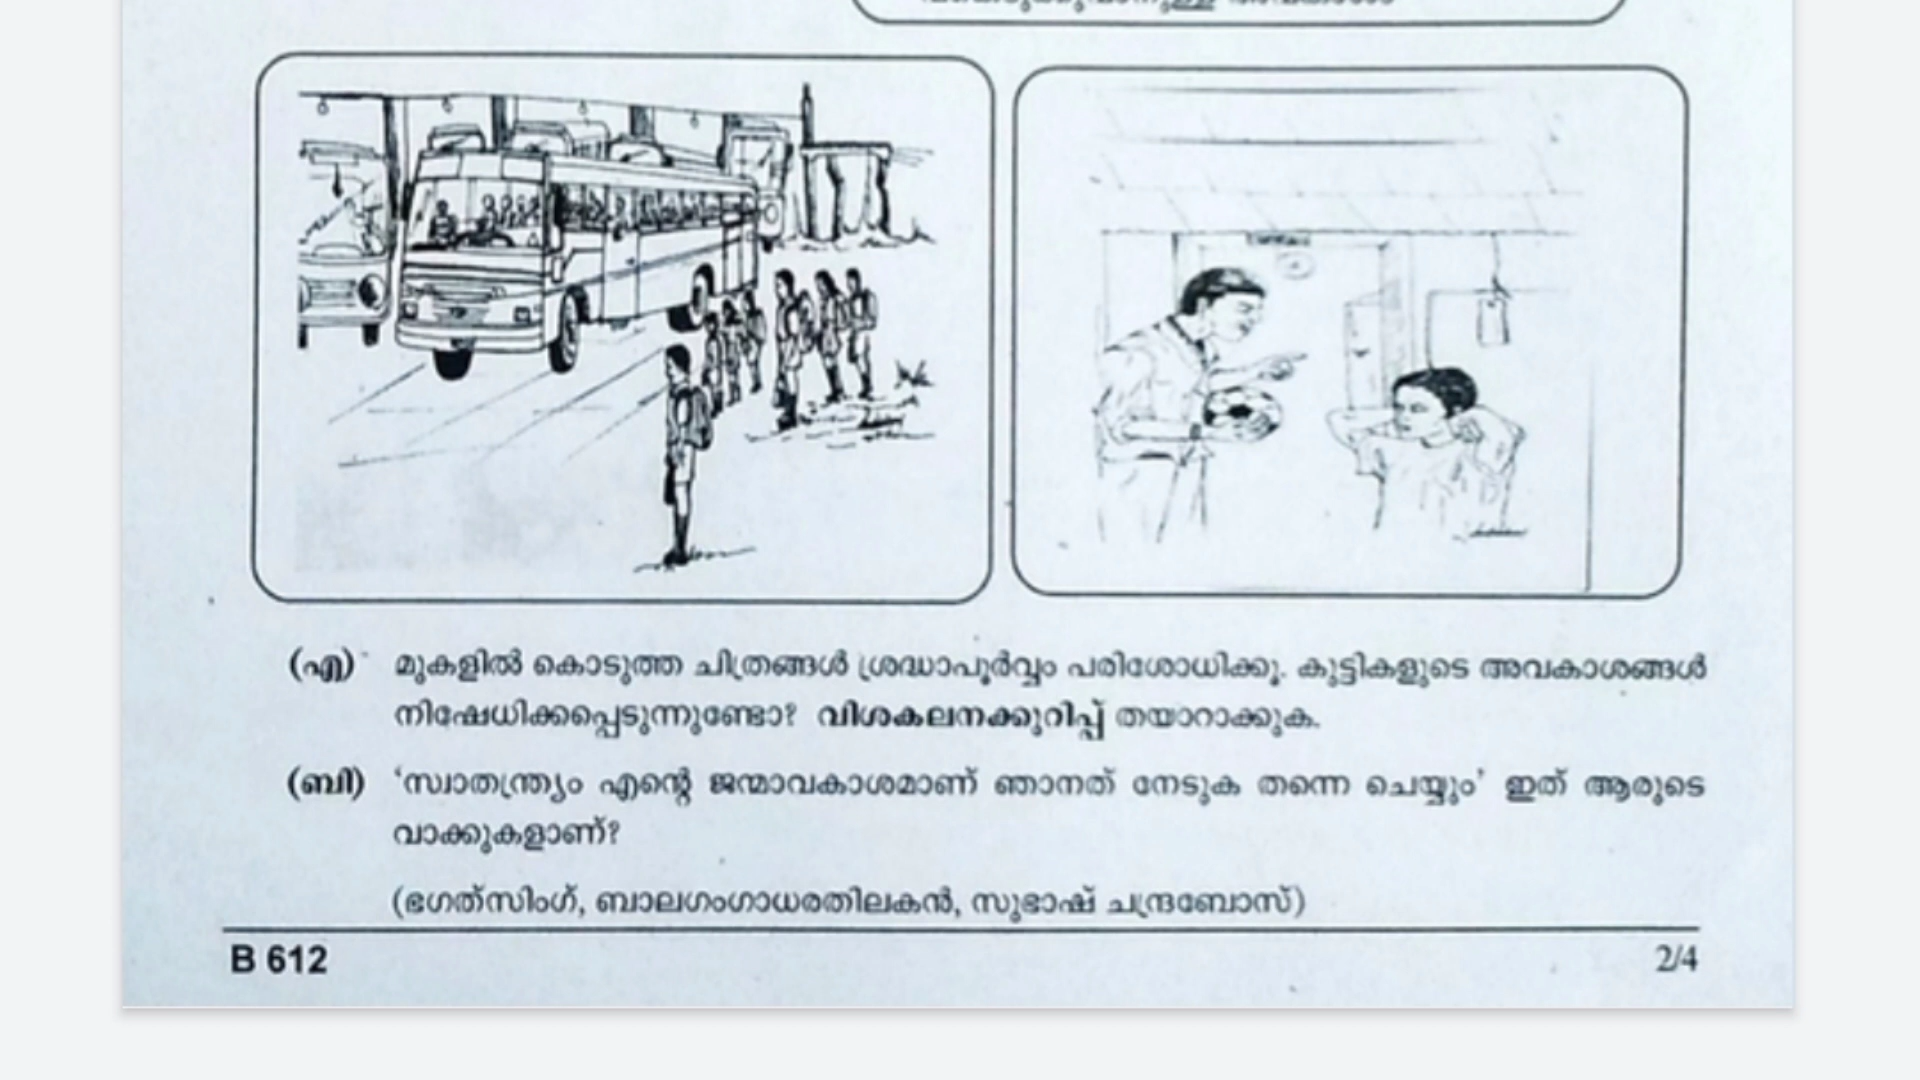 (എ) മുകളിൽ കൊടുത്ത ചിത്രങ്ങൾ ശ്രദ്ധാപൂർവ്വം പരിശോധിക്കൂ. കുട്ടികളുടെ അവകാശങ്ങൾ
നിഷേധിക്കപ്പെടുന്നുണ്ടോ? വിശകലനക്കുറിപ്പ് തയാറാക്കുക.
(ബി) ‘സ്വാതന്ത്ര്യം എന്റെ ജന്മാവകാശമാണ് ഞാനത് നേടുക തന്നെ ചെയ്യും’ ഇത് ആരുടെ
വാക്കുകളാണ്?
(ഭഗത്‌സിംഗ്, ബാലഗംഗാധരതിലകൻ, സുഭാഷ് ചന്ദ്രബോസ്)
B 612
2/4